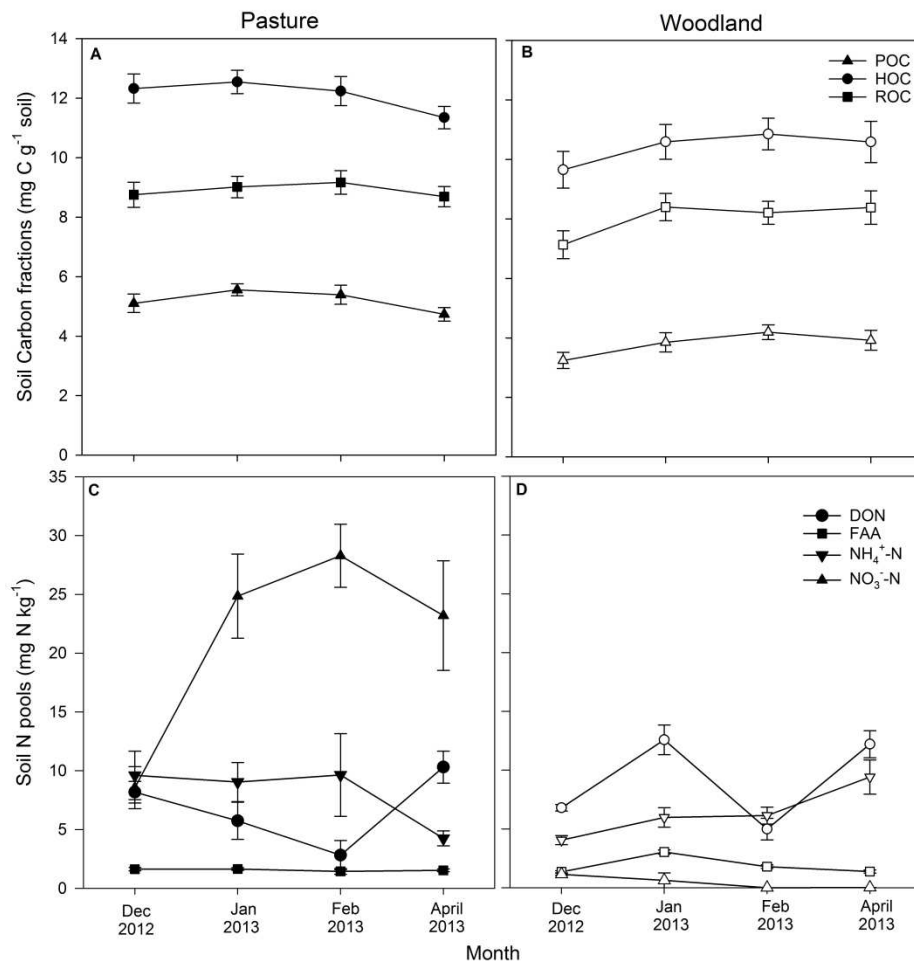 Pasture
Woodland
A
B
POC
HOC
ROC
Soil Carbon fractions (mg C g⁻¹ soil)
14
12
10
8
6
4
2
0
C
D
DON
FAA
NH₄⁺-N
NO₃⁻-N
Soil N pools (mg N kg⁻¹)
35
30
25
20
15
10
5
0
Dec Jan Feb April
2012 2013 2013 2013
Dec Jan Feb April
2012 2013 2013 2013
Month